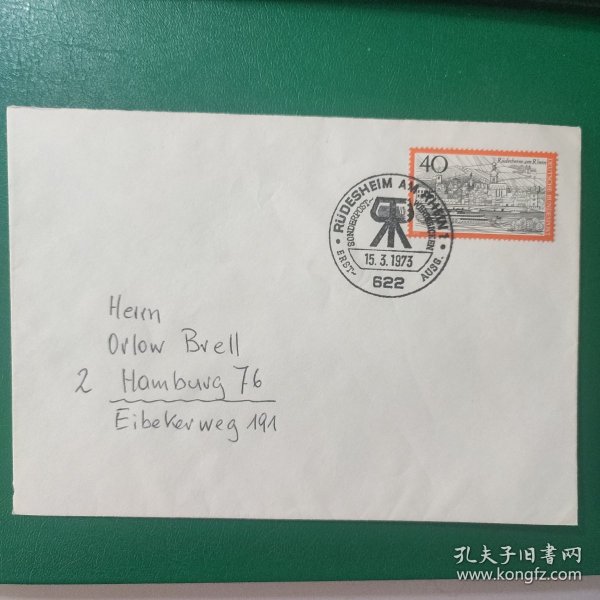 40
Rüdesheim am Rhein
RÜDESHEIM AM RHEIN 1
SONDERPOST-
15. 3. 1973
ERST-
AUSG.
622
Herrn
Orlow Brell
2 Hamburg 76
Eibekerweg 191
孔夫子旧书网
www.kongfz.com